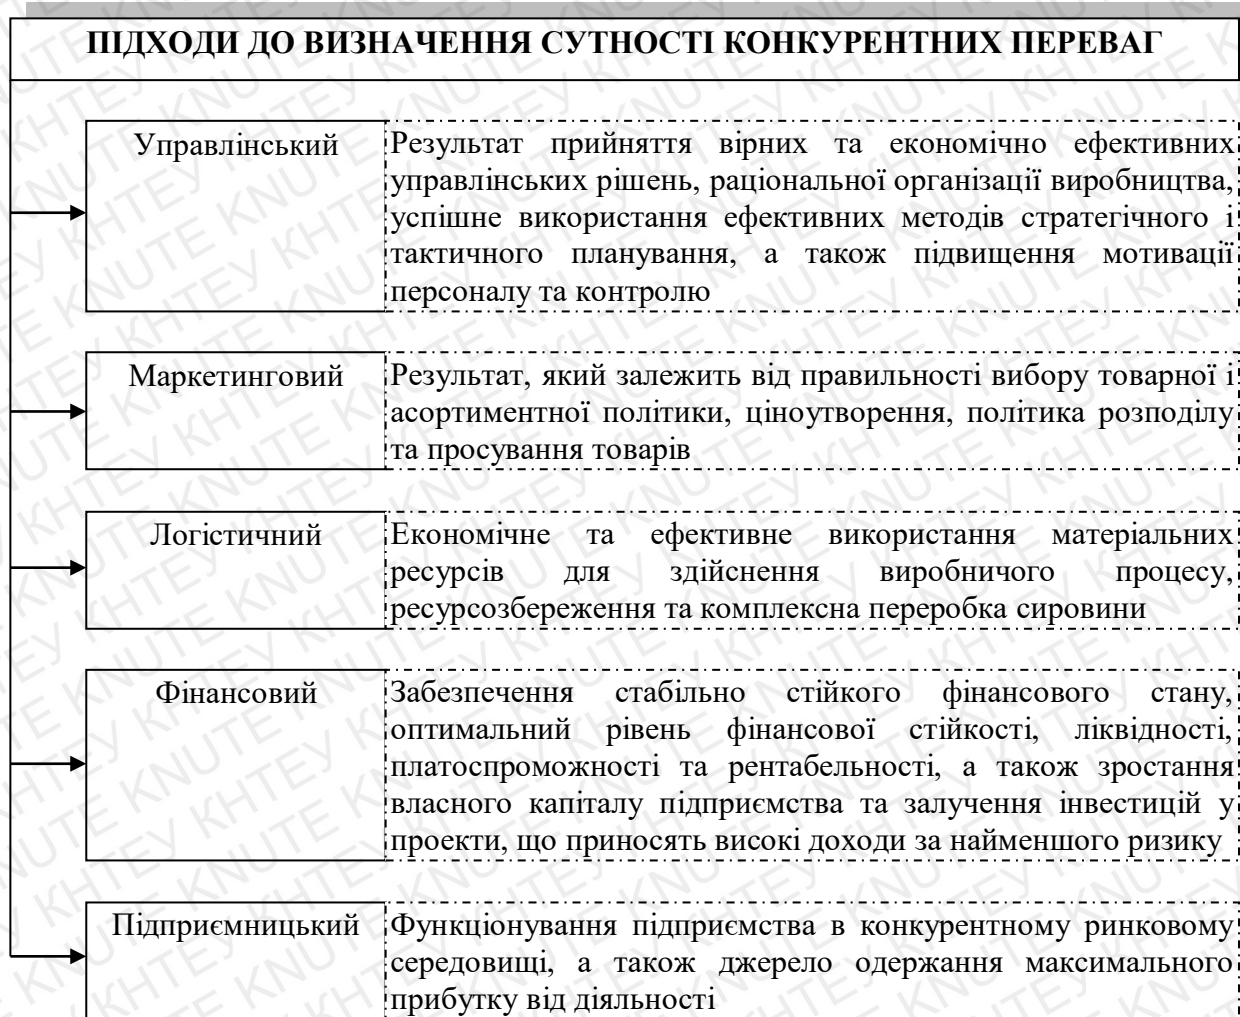 ПІДХОДИ ДО ВИЗНАЧЕННЯ СУТНОСТІ КОНКУРЕНТНИХ ПЕРЕВАГ
Управлінський
Результат прийняття вірних та економічно ефективних
управлінських рішень, раціональної організації виробництва,
успішне використання ефективних методів стратегічного і
тактичного планування, а також підвищення мотивації
персоналу та контролю
Маркетинговий
Результат, який залежить від правильності вибору товарної і
асортиментної політики, ціноутворення, політика розподілу
та просування товарів
Логістичний
Економічне та ефективне використання матеріальних
ресурсів для здійснення виробничого процесу,
ресурсозбереження та комплексна переробка сировини
Фінансовий
Забезпечення стабільно стійкого фінансового стану,
оптимальний рівень фінансової стійкості, ліквідності,
платоспроможності та рентабельності, а також зростання
власного капіталу підприємства та залучення інвестицій у
проекти, що приносять високі доходи за найменшого ризику
Підприємницький
Функціонування підприємства в конкурентному ринковому
середовищі, а також джерело одержання максимального
прибутку від діяльності